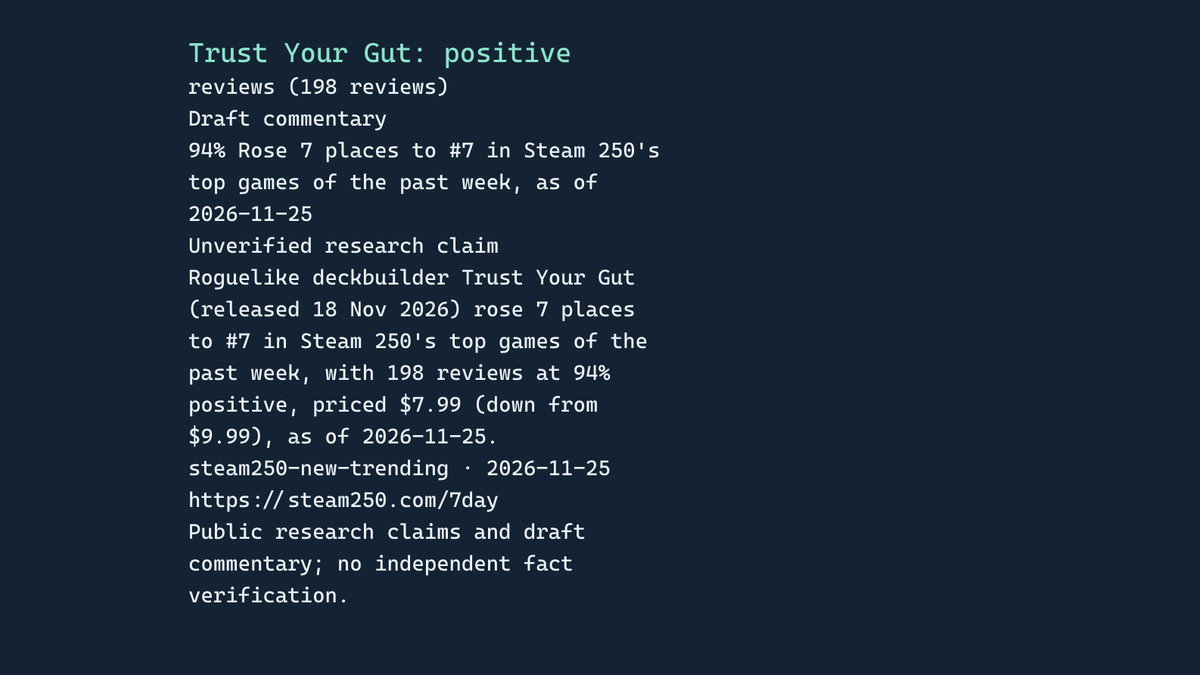 Trust Your Gut: positive
reviews (198 reviews)
Draft commentary
94% Rose 7 places to #7 in Steam 250's
top games of the past week, as of
2026-11-25
Unverified research claim
Roguelike deckbuilder Trust Your Gut
(released 18 Nov 2026) rose 7 places
to #7 in Steam 250's top games of the
past week, with 198 reviews at 94%
positive, priced $7.99 (down from
$9.99), as of 2026-11-25.
steam250-new-trending · 2026-11-25
https://steam250.com/7day
Public research claims and draft
commentary; no independent fact
verification.